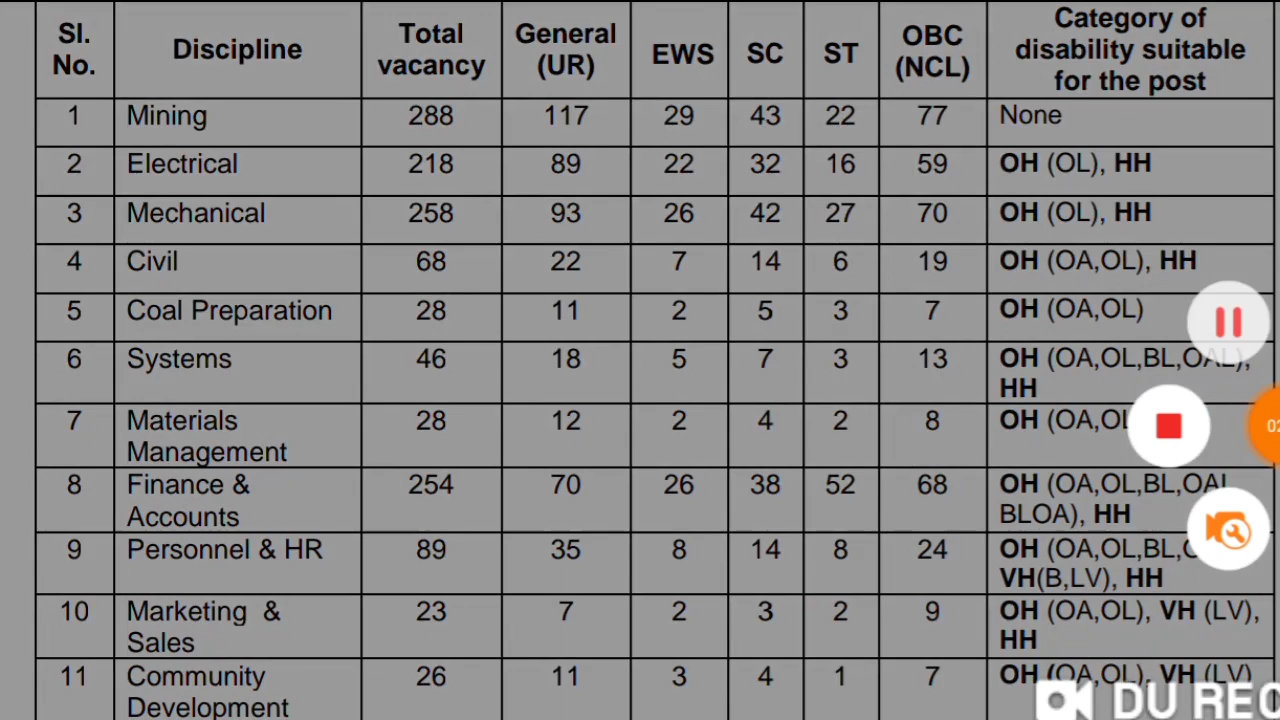 Sl. No. Discipline Total vacancy General (UR) EWS SC ST OBC (NCL) Category of disability suitable for the post
1 Mining 288 117 29 43 22 77 None
2 Electrical 218 89 22 32 16 59 OH (OL), HH
3 Mechanical 258 93 26 42 27 70 OH (OL), HH
4 Civil 68 22 7 14 6 19 OH (OA,OL), HH
5 Coal Preparation 28 11 2 5 3 7 OH (OA,OL)
6 Systems 46 18 5 7 3 13 OH (OA,OL,BL,OAL),
HH
7 Materials 28 12 2 4 2 8 OH (OA,OL
Management
8 Finance & 254 70 26 38 52 68 OH (OA,OL,BL,OAL
Accounts BLOA), HH
9 Personnel & HR 89 35 8 14 8 24 OH (OA,OL,BL,
VH(B,LV), HH
10 Marketing & 23 7 2 3 2 9 OH (OA,OL), VH (LV),
Sales HH
11 Community 26 11 3 4 1 7 OH (OA,OL), VH (LV)
Development
DU REC